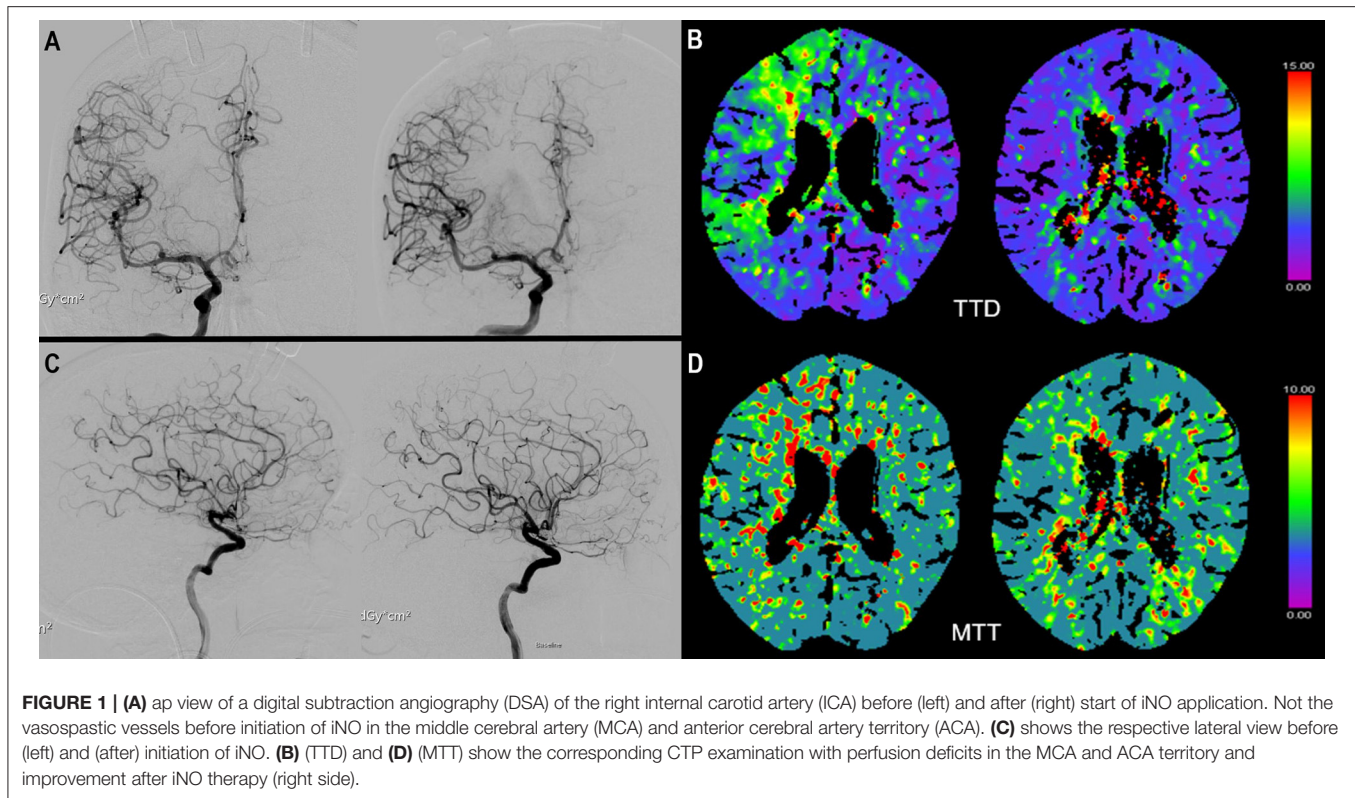 A
B
15.00
Gy*cm²
0.00
TTD
C
D
10.00
n²
lGy*cm²
Baseline
MTT
0.00
FIGURE 1 | (A) ap view of a digital subtraction angiography (DSA) of the right internal carotid artery (ICA) before (left) and after (right) start of iNO application. Not the
vasospastic vessels before initiation of iNO in the middle cerebral artery (MCA) and anterior cerebral artery territory (ACA). (C) shows the respective lateral view before
(left) and (after) initiation of iNO. (B) (TTD) and (D) (MTT) show the corresponding CTP examination with perfusion deficits in the MCA and ACA territory and
improvement after iNO therapy (right side).